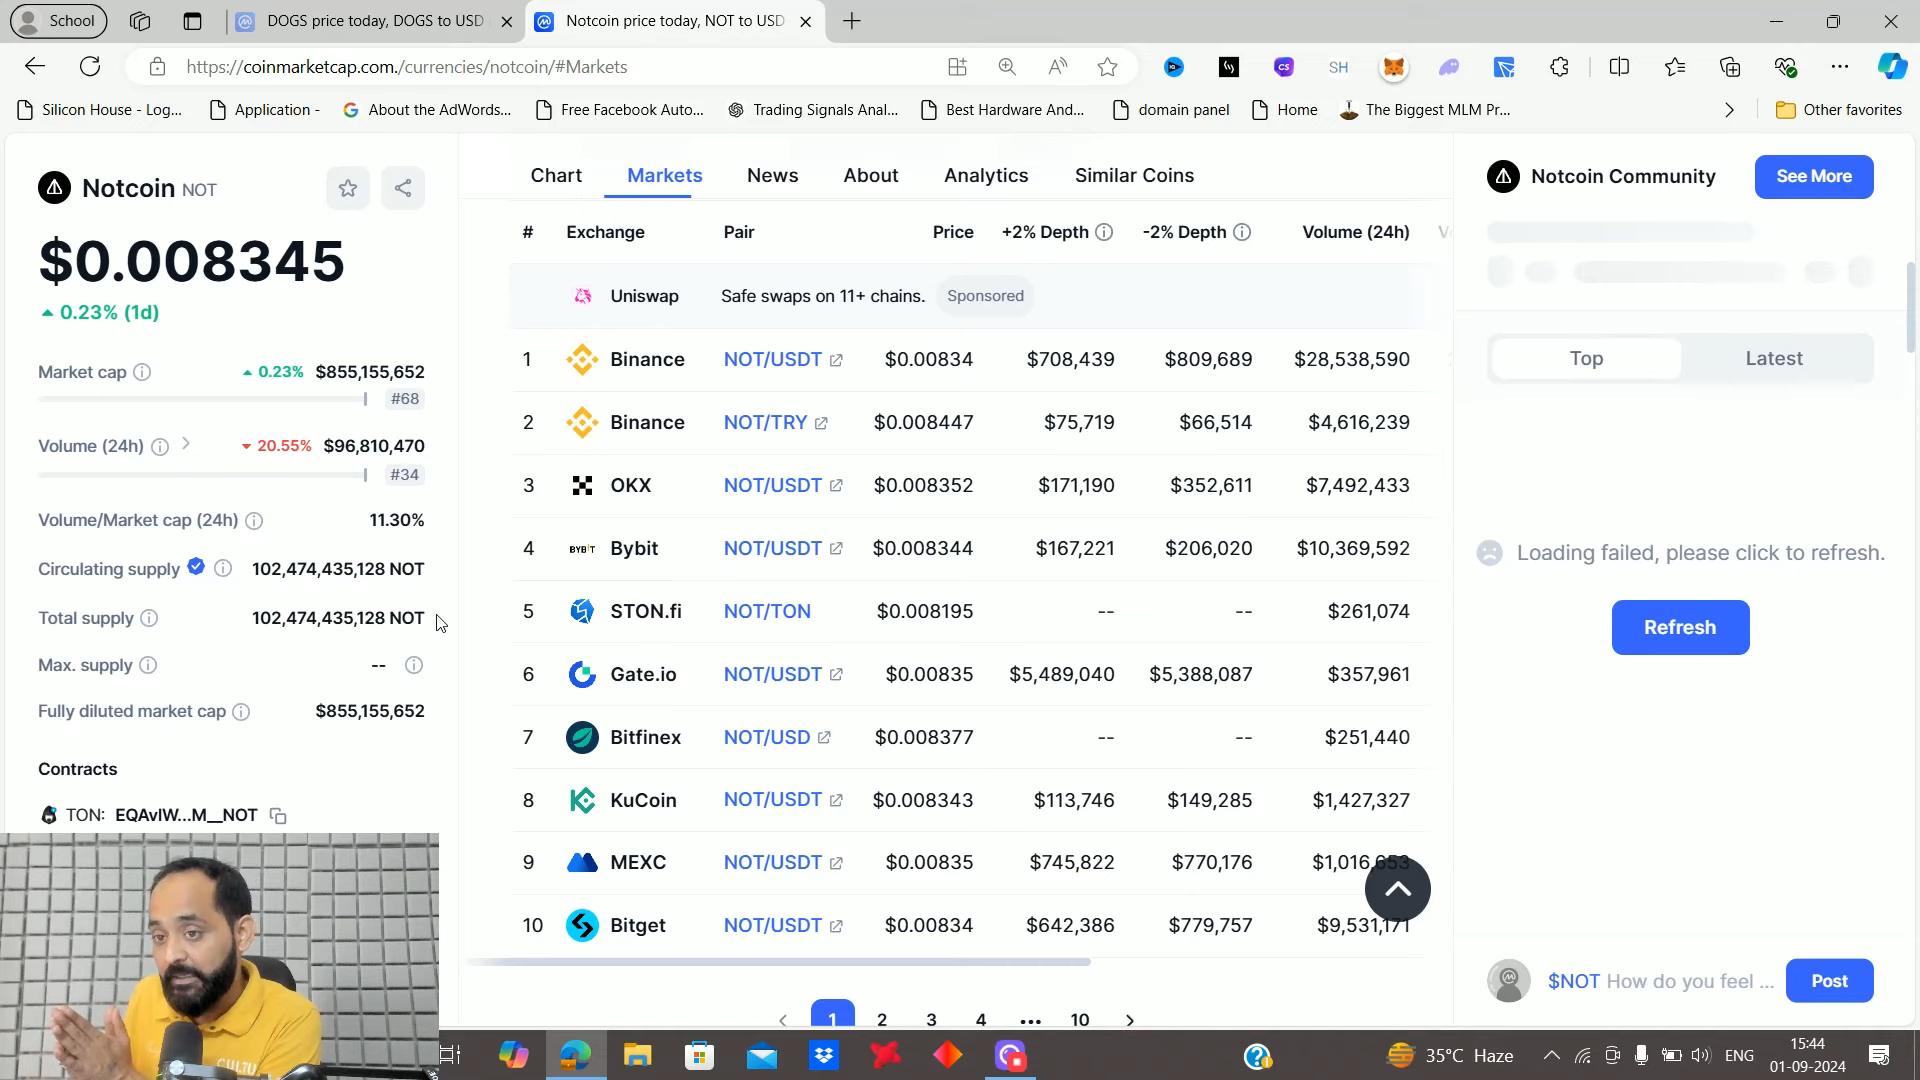 School
DOGS price today, DOGS to USD
Notcoin price today, NOT to USD
https://coinmarketcap.com./currencies/notcoin/#Markets
SH
Silicon House - Log...
Application -
About the AdWords...
Free Facebook Auto...
Trading Signals Anal...
Best Hardware And...
domain panel
Home
The Biggest MLM Pr...
Other favorites
Notcoin NOT
$0.008345
0.23% (1d)
Market cap 0.23% $855,155,652
#68
Volume (24h) 20.55% $96,810,470
#34
Volume/Market cap (24h) 11.30%
Circulating supply 102,474,435,128 NOT
Total supply 102,474,435,128 NOT
Max. supply --
Fully diluted market cap $855,155,652
Contracts
TON: EQAvlW...M__NOT
Chart Markets News About Analytics Similar Coins
# Exchange Pair Price +2% Depth -2% Depth Volume (24h)
Uniswap Safe swaps on 11+ chains. Sponsored
1 Binance NOT/USDT $0.00834 $708,439 $809,689 $28,538,590
2 Binance NOT/TRY $0.008447 $75,719 $66,514 $4,616,239
3 OKX NOT/USDT $0.008352 $171,190 $352,611 $7,492,433
4 BYBIT Bybit NOT/USDT $0.008344 $167,221 $206,020 $10,369,592
5 STON.fi NOT/TON $0.008195 -- -- $261,074
6 Gate.io NOT/USDT $0.00835 $5,489,040 $5,388,087 $357,961
7 Bitfinex NOT/USD $0.008377 -- -- $251,440
8 KuCoin NOT/USDT $0.008343 $113,746 $149,285 $1,427,327
9 MEXC NOT/USDT $0.00835 $745,822 $770,176 $1,016,653
10 Bitget NOT/USDT $0.00834 $642,386 $779,757 $9,531,171
1 2 3 4 ... 10
Notcoin Community
See More
Top Latest
Loading failed, please click to refresh.
Refresh
$NOT How do you feel ...
Post
35°C Haze
ENG
15:44
01-09-2024